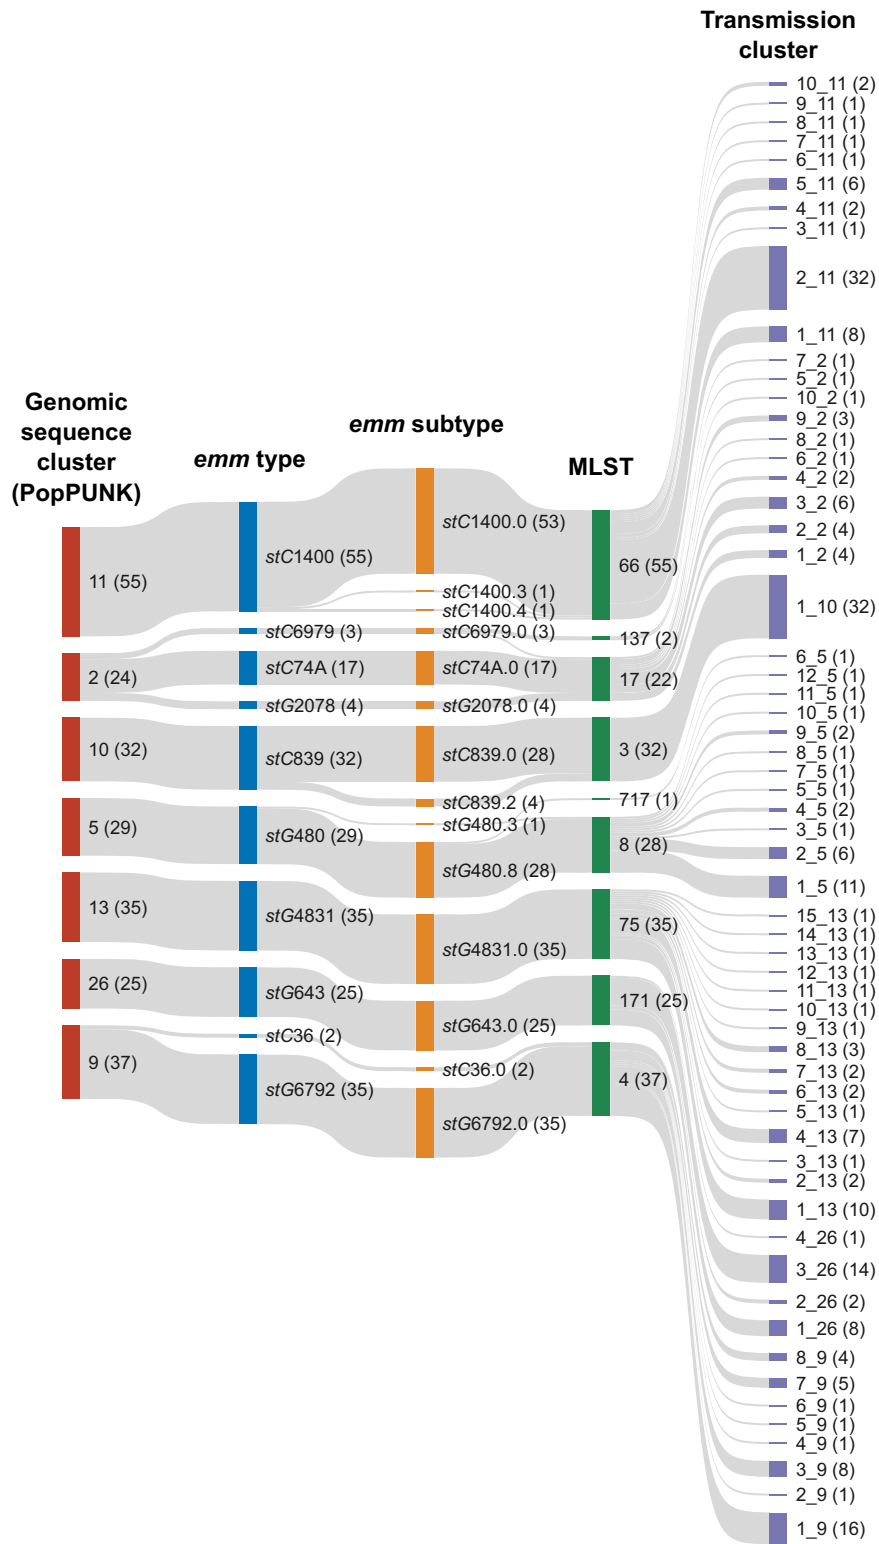 Transmission
cluster
10_11 (2)
9_11 (1)
8_11 (1)
7_11 (1)
6_11 (1)
5_11 (6)
4_11 (2)
3_11 (1)
2_11 (32)
1_11 (8)
7_2 (1)
5_2 (1)
10_2 (1)
9_2 (3)
8_2 (1)
6_2 (1)
4_2 (2)
3_2 (6)
2_2 (4)
1_2 (4)
1_10 (32)
6_5 (1)
12_5 (1)
11_5 (1)
10_5 (1)
9_5 (2)
8_5 (1)
7_5 (1)
5_5 (1)
4_5 (2)
3_5 (1)
2_5 (6)
1_5 (11)
15_13 (1)
14_13 (1)
13_13 (1)
12_13 (1)
11_13 (1)
10_13 (1)
9_13 (1)
8_13 (3)
7_13 (2)
6_13 (2)
5_13 (1)
4_13 (7)
3_13 (1)
2_13 (2)
1_13 (10)
4_26 (1)
3_26 (14)
2_26 (2)
1_26 (8)
8_9 (4)
7_9 (5)
6_9 (1)
5_9 (1)
4_9 (1)
3_9 (8)
2_9 (1)
1_9 (16)
Genomic
sequence
cluster
(PopPUNK)
11 (55)
2 (24)
10 (32)
5 (29)
13 (35)
26 (25)
9 (37)
emm type
stC1400 (55)
stC6979 (3)
stC74A (17)
stG2078 (4)
stC839 (32)
stG480 (29)
stG4831 (35)
stG643 (25)
stC36 (2)
stG6792 (35)
emm subtype
stC1400.0 (53)
stC1400.3 (1)
stC1400.4 (1)
stC6979.0 (3)
stC74A.0 (17)
stG2078.0 (4)
stC839.0 (28)
stC839.2 (4)
stG480.3 (1)
stG480.8 (28)
stG4831.0 (35)
stG643.0 (25)
stC36.0 (2)
stG6792.0 (35)
MLST
66 (55)
137 (2)
17 (22)
3 (32)
717 (1)
8 (28)
75 (35)
171 (25)
4 (37)